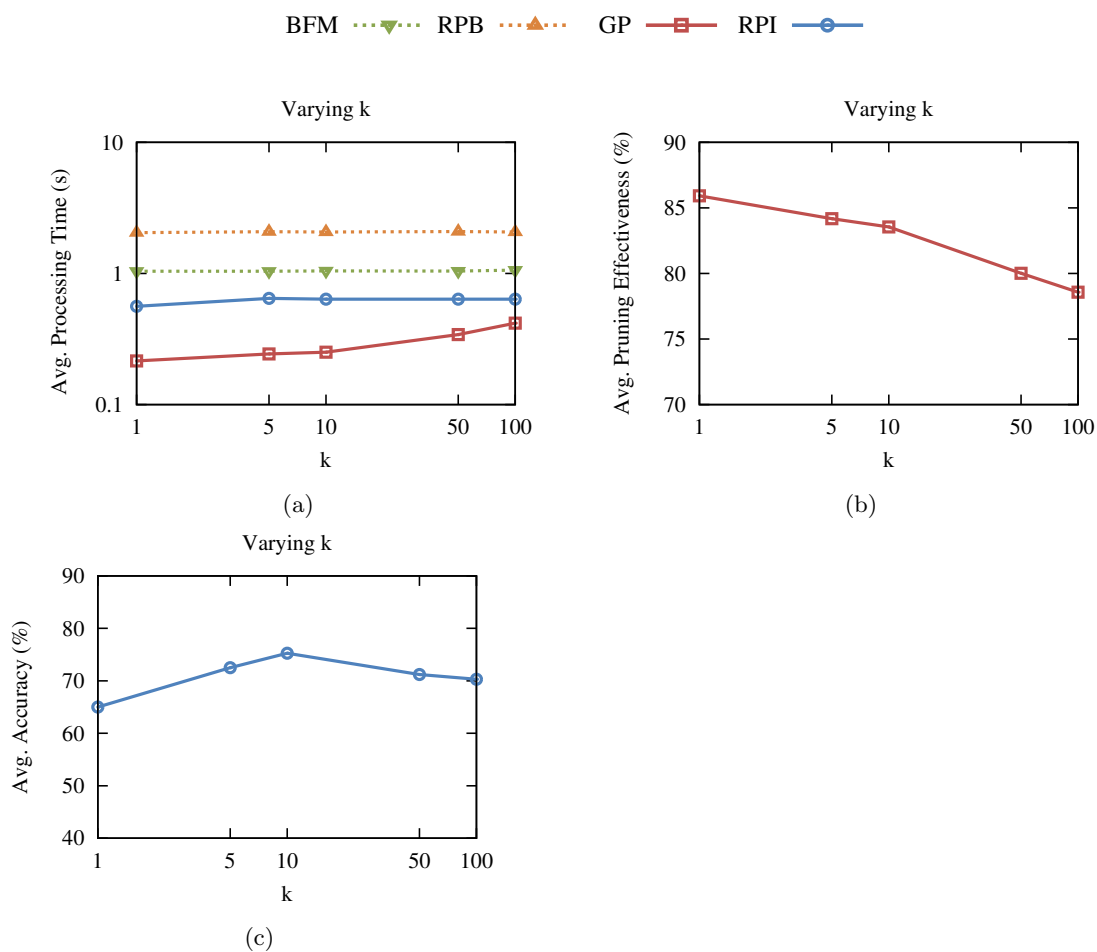 BFM RPB GP RPI
Varying k
Avg. Processing Time (s)
10
1
0.1
1 5 10 50 100
k
(a)
Varying k
Avg. Pruning Effectiveness (%)
90
85
80
75
70
1 5 10 50 100
k
(b)
Varying k
Avg. Accuracy (%)
90
80
70
60
50
40
1 5 10 50 100
k
(c)